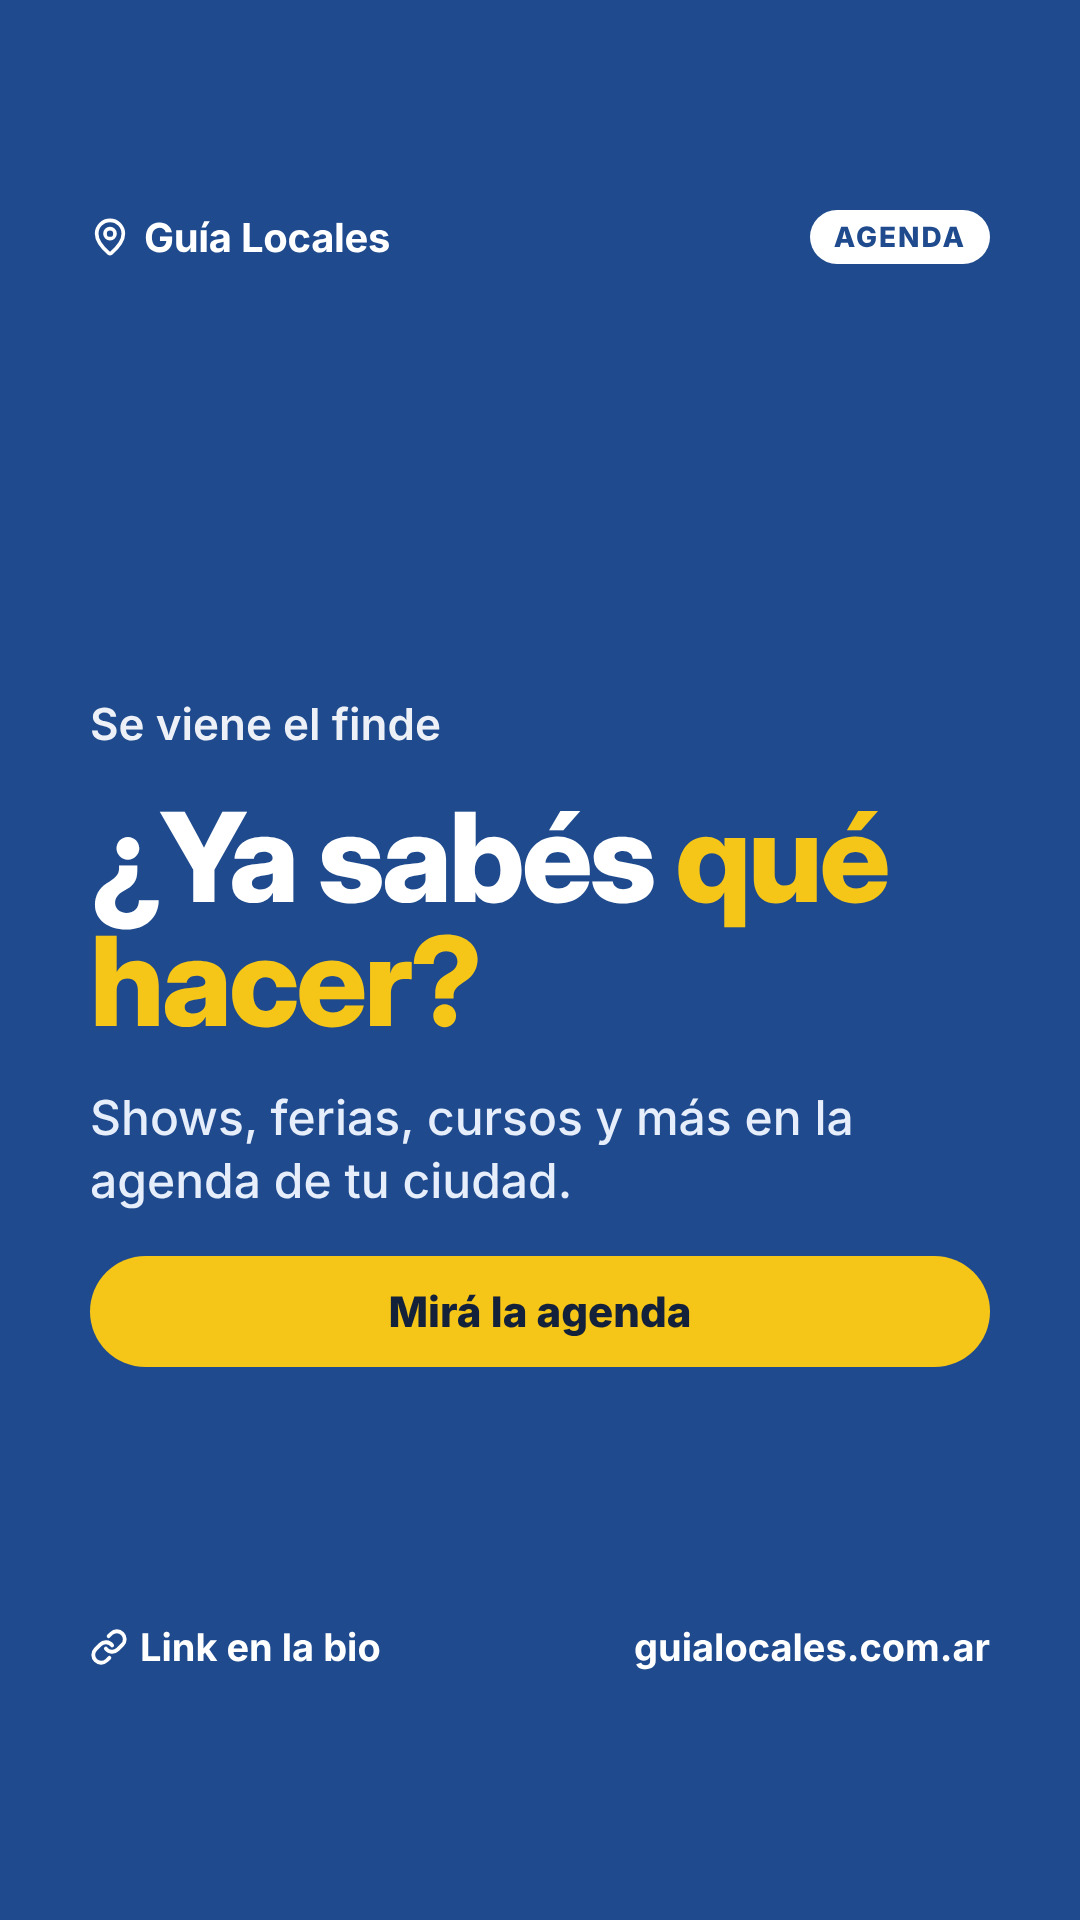 Guía Locales
AGENDA
Se viene el finde
¿Ya sabés qué
hacer?
Shows, ferias, cursos y más en la
agenda de tu ciudad.
Mirá la agenda
Link en la bio
guialocales.com.ar